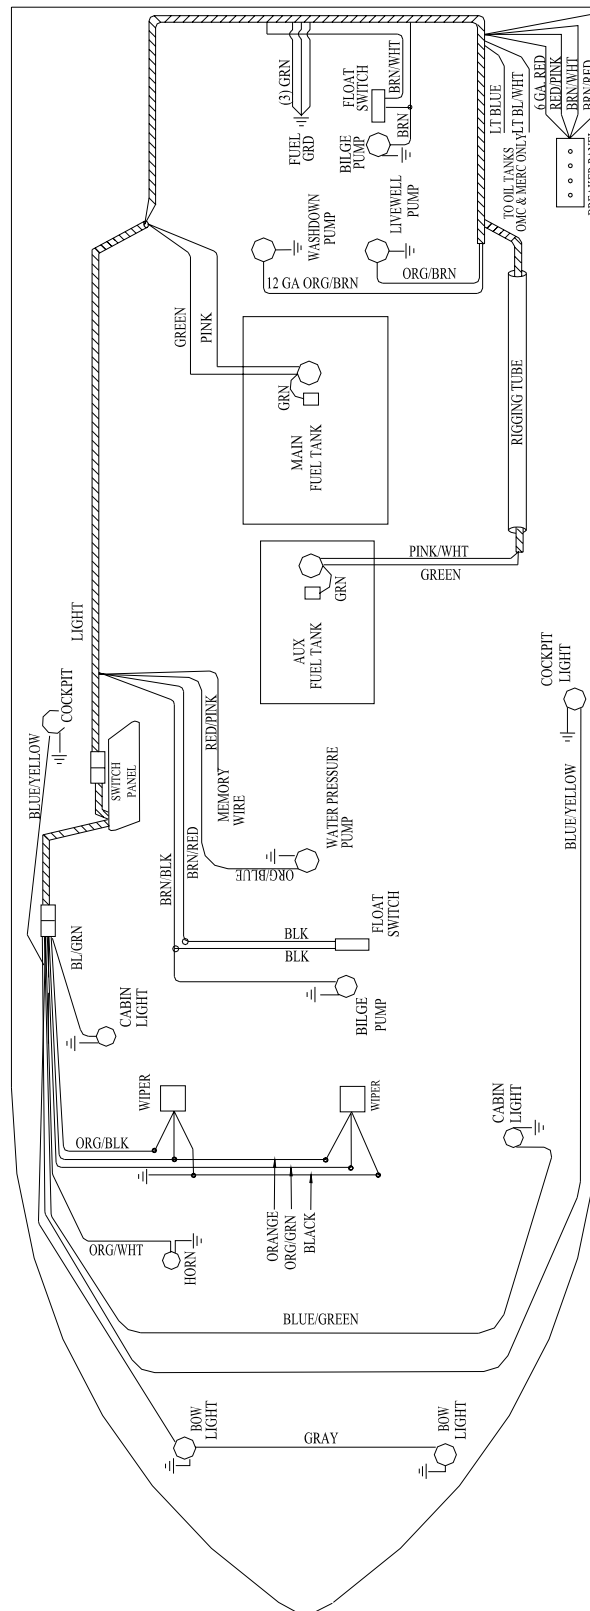 (3) GRN
FUEL
GRD
FLOAT
SWITCH
BRN/WHT
BRN
BILGE
PUMP
LT BLUE
LT BL/WHT
TO OIL TANKS
OMC & MERC ONLY
6 GA. RED
RED/PINK
BRN/WHT
BRN/RED
WASHDOWN
PUMP
LIVEWELL
PUMP
12 GA ORG/BRN
ORG/BRN
GREEN
PINK
GRN
MAIN
FUEL TANK
RIGGING TUBE
PINK/WHT
GREEN
GRN
AUX
FUEL TANK
LIGHT
COCKPIT
BLUE/YELLOW
SWITCH
PANEL
RED/PINK
MEMORY
WIRE
BRN/BLK
BRN/RED
ORG/BLUE
WATER PRESSURE
PUMP
COCKPIT
LIGHT
BLUE/YELLOW
BL/GRN
BLK
BLK
FLOAT
SWITCH
CABIN
LIGHT
BILGE
PUMP
WIPER
WIPER
CABIN
LIGHT
ORG/BLK
ORANGE
ORG/GRN
BLACK
ORG/WHT
HORN
BLUE/GREEN
BOW
LIGHT
GRAY
BOW
LIGHT